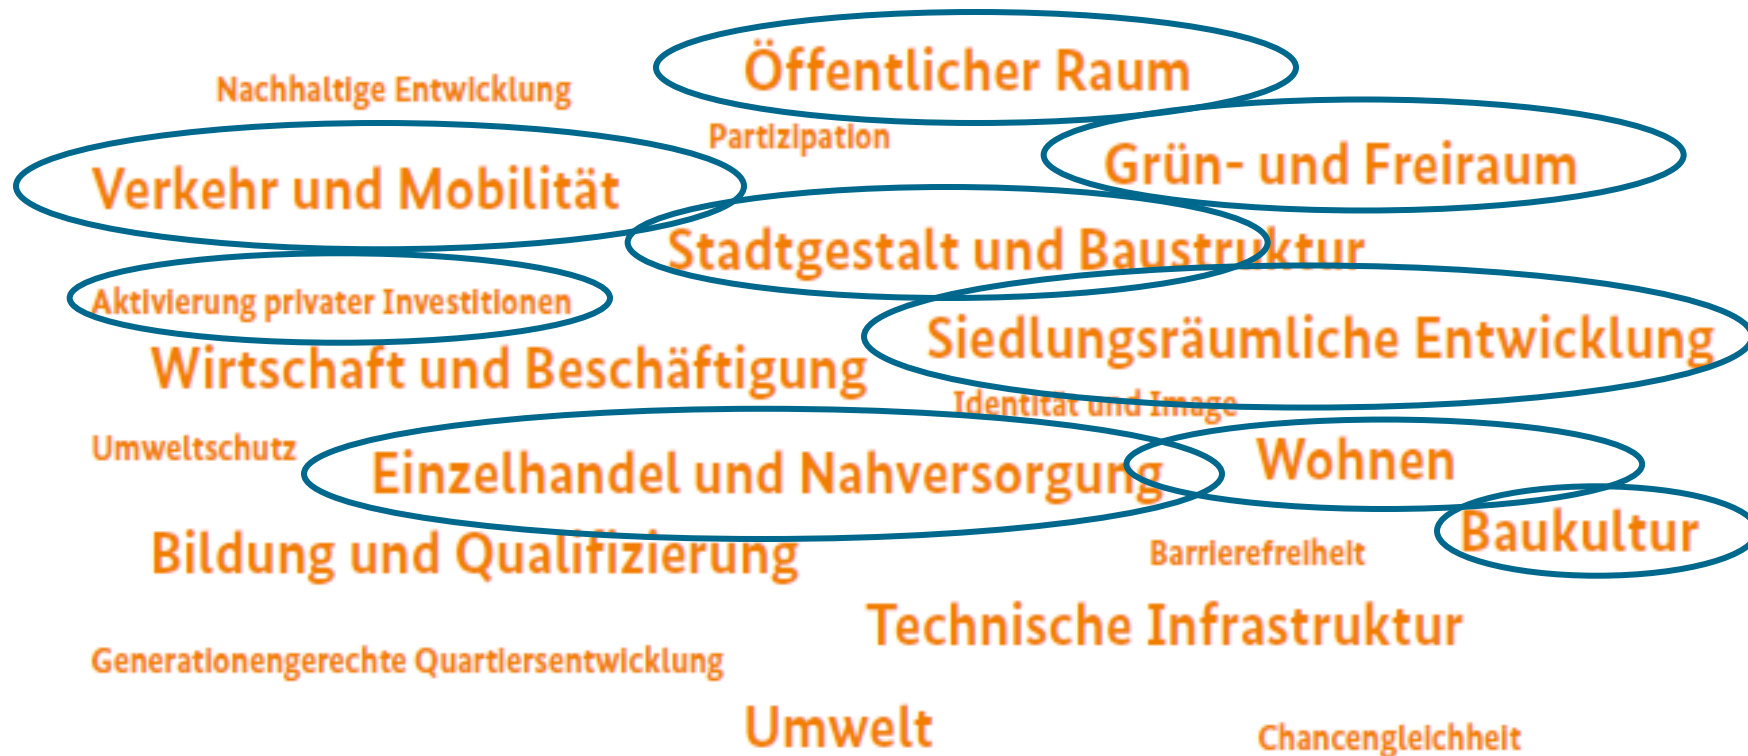 Öffentlicher Raum
Nachhaltige Entwicklung
Partizipation
Grün- und Freiraum
Verkehr und Mobilität
Stadtgestalt und Baustruktur
Aktivierung privater Investitionen
Siedlungsräumliche Entwicklung
Wirtschaft und Beschäftigung
Identität und Image
Umweltschutz
Einzelhandel und Nahversorgung
Wohnen
Baukultur
Bildung und Qualifizierung
Barrierefreiheit
Technische Infrastruktur
Generationengerechte Quartiersentwicklung
Umwelt
Chancengleichheit